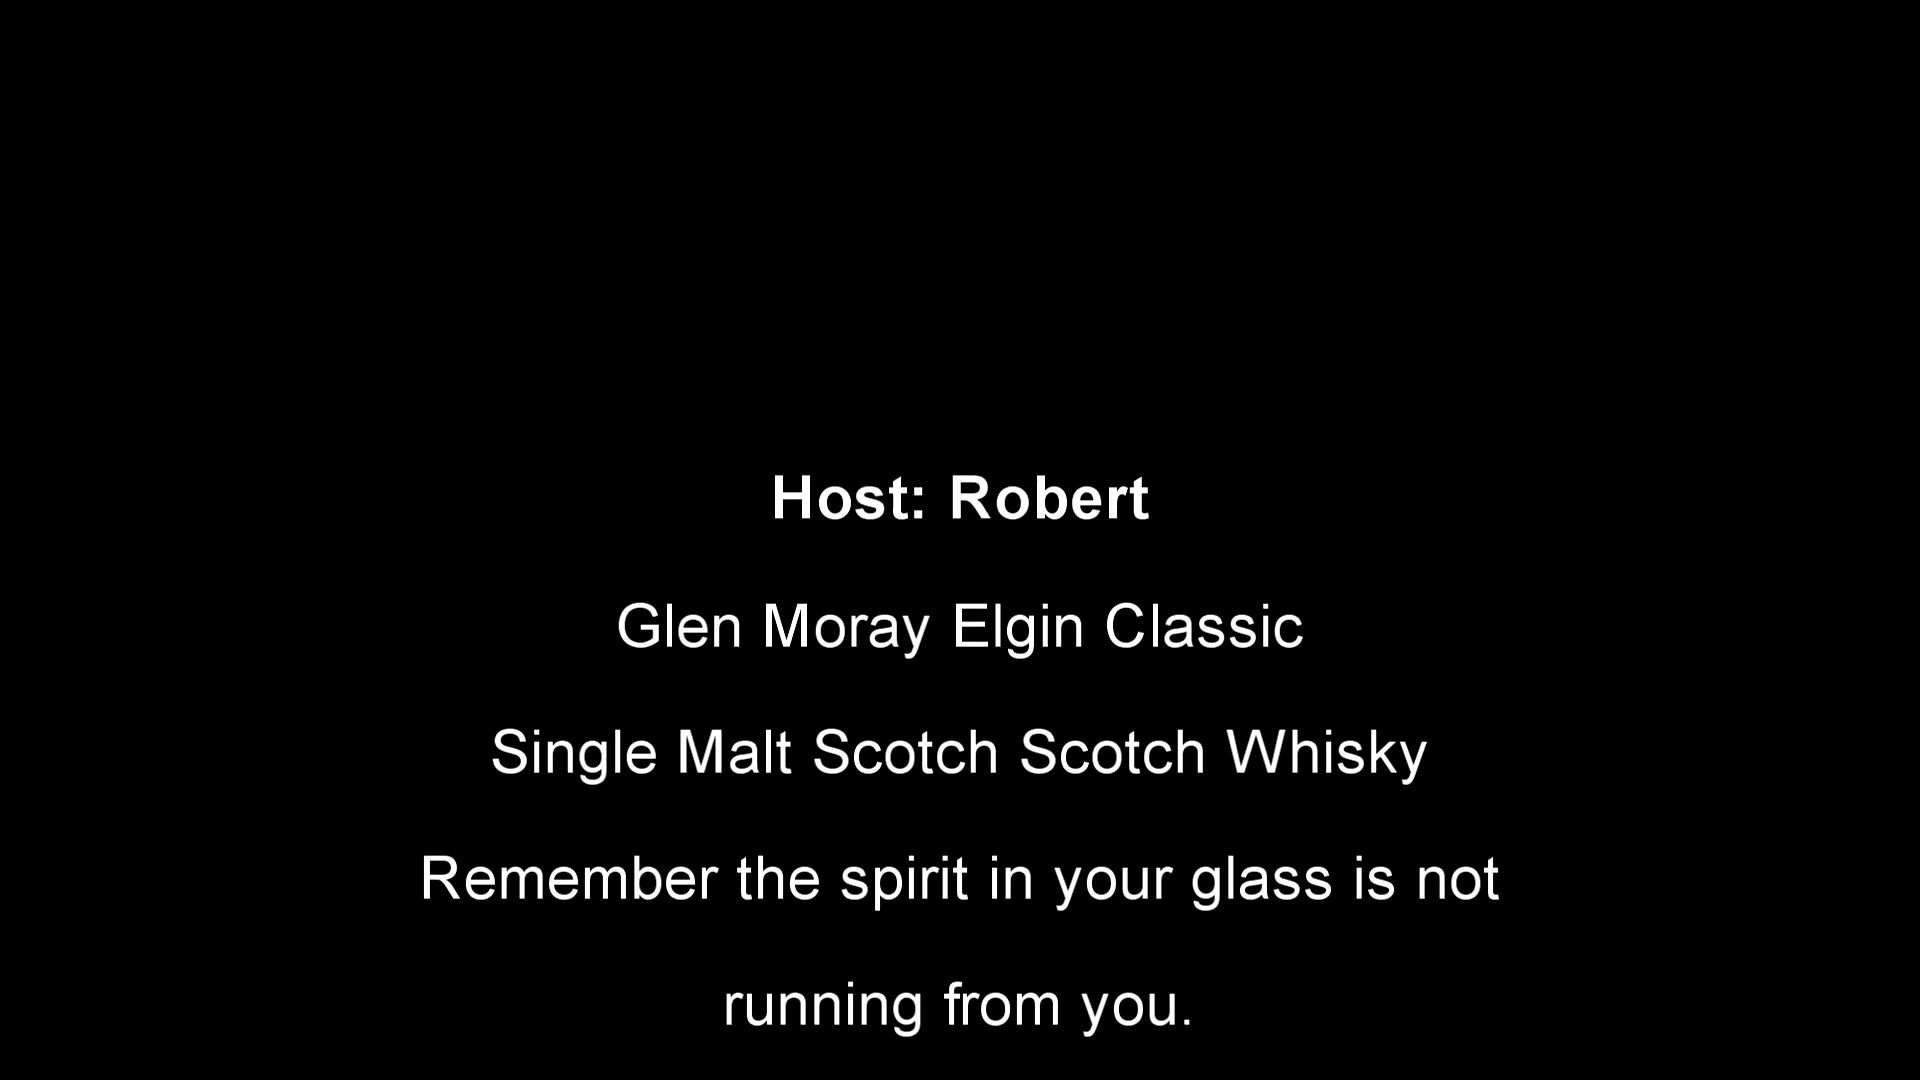 Host: Robert
Glen Moray Elgin Classic
Single Malt Scotch Scotch Whisky
Remember the spirit in your glass is not
running from you.